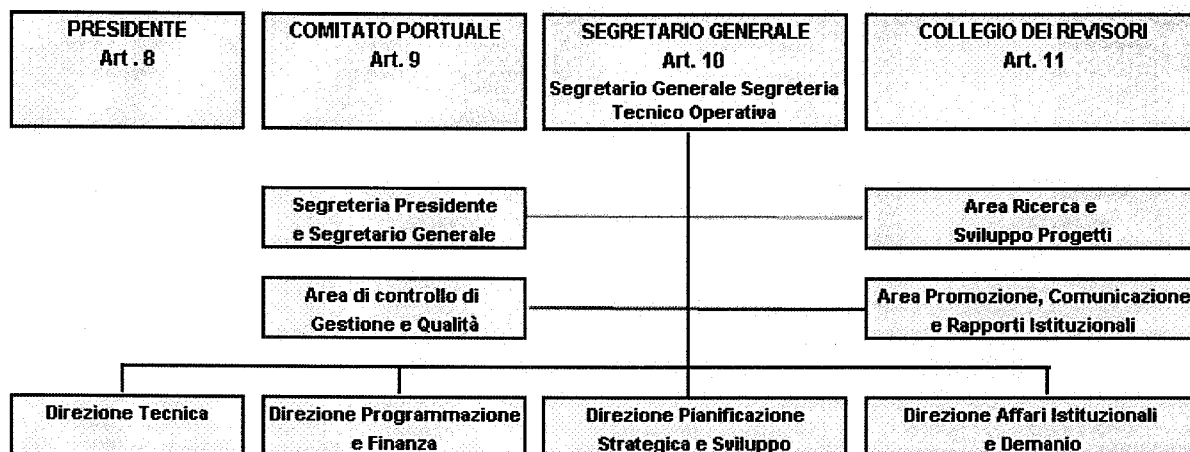 PRESIDENTE
Art . 8
COMITATO PORTUALE
Art. 9
SEGRETARIO GENERALE
Art. 10
Segretario Generale Segreteria
Tecnico Operativa
COLLEGIO DEI REVISORI
Art. 11
Segreteria Presidente
e Segretario Generale
Area Ricerca e
Sviluppo Progetti
Area di controllo di
Gestione e Qualità
Area Promozione, Comunicazione
e Rapporti Istituzionali
Direzione Tecnica
Direzione Programmazione
e Finanza
Direzione Pianificazione
Strategica e Sviluppo
Direzione Affari Istituzionali
e Demanio